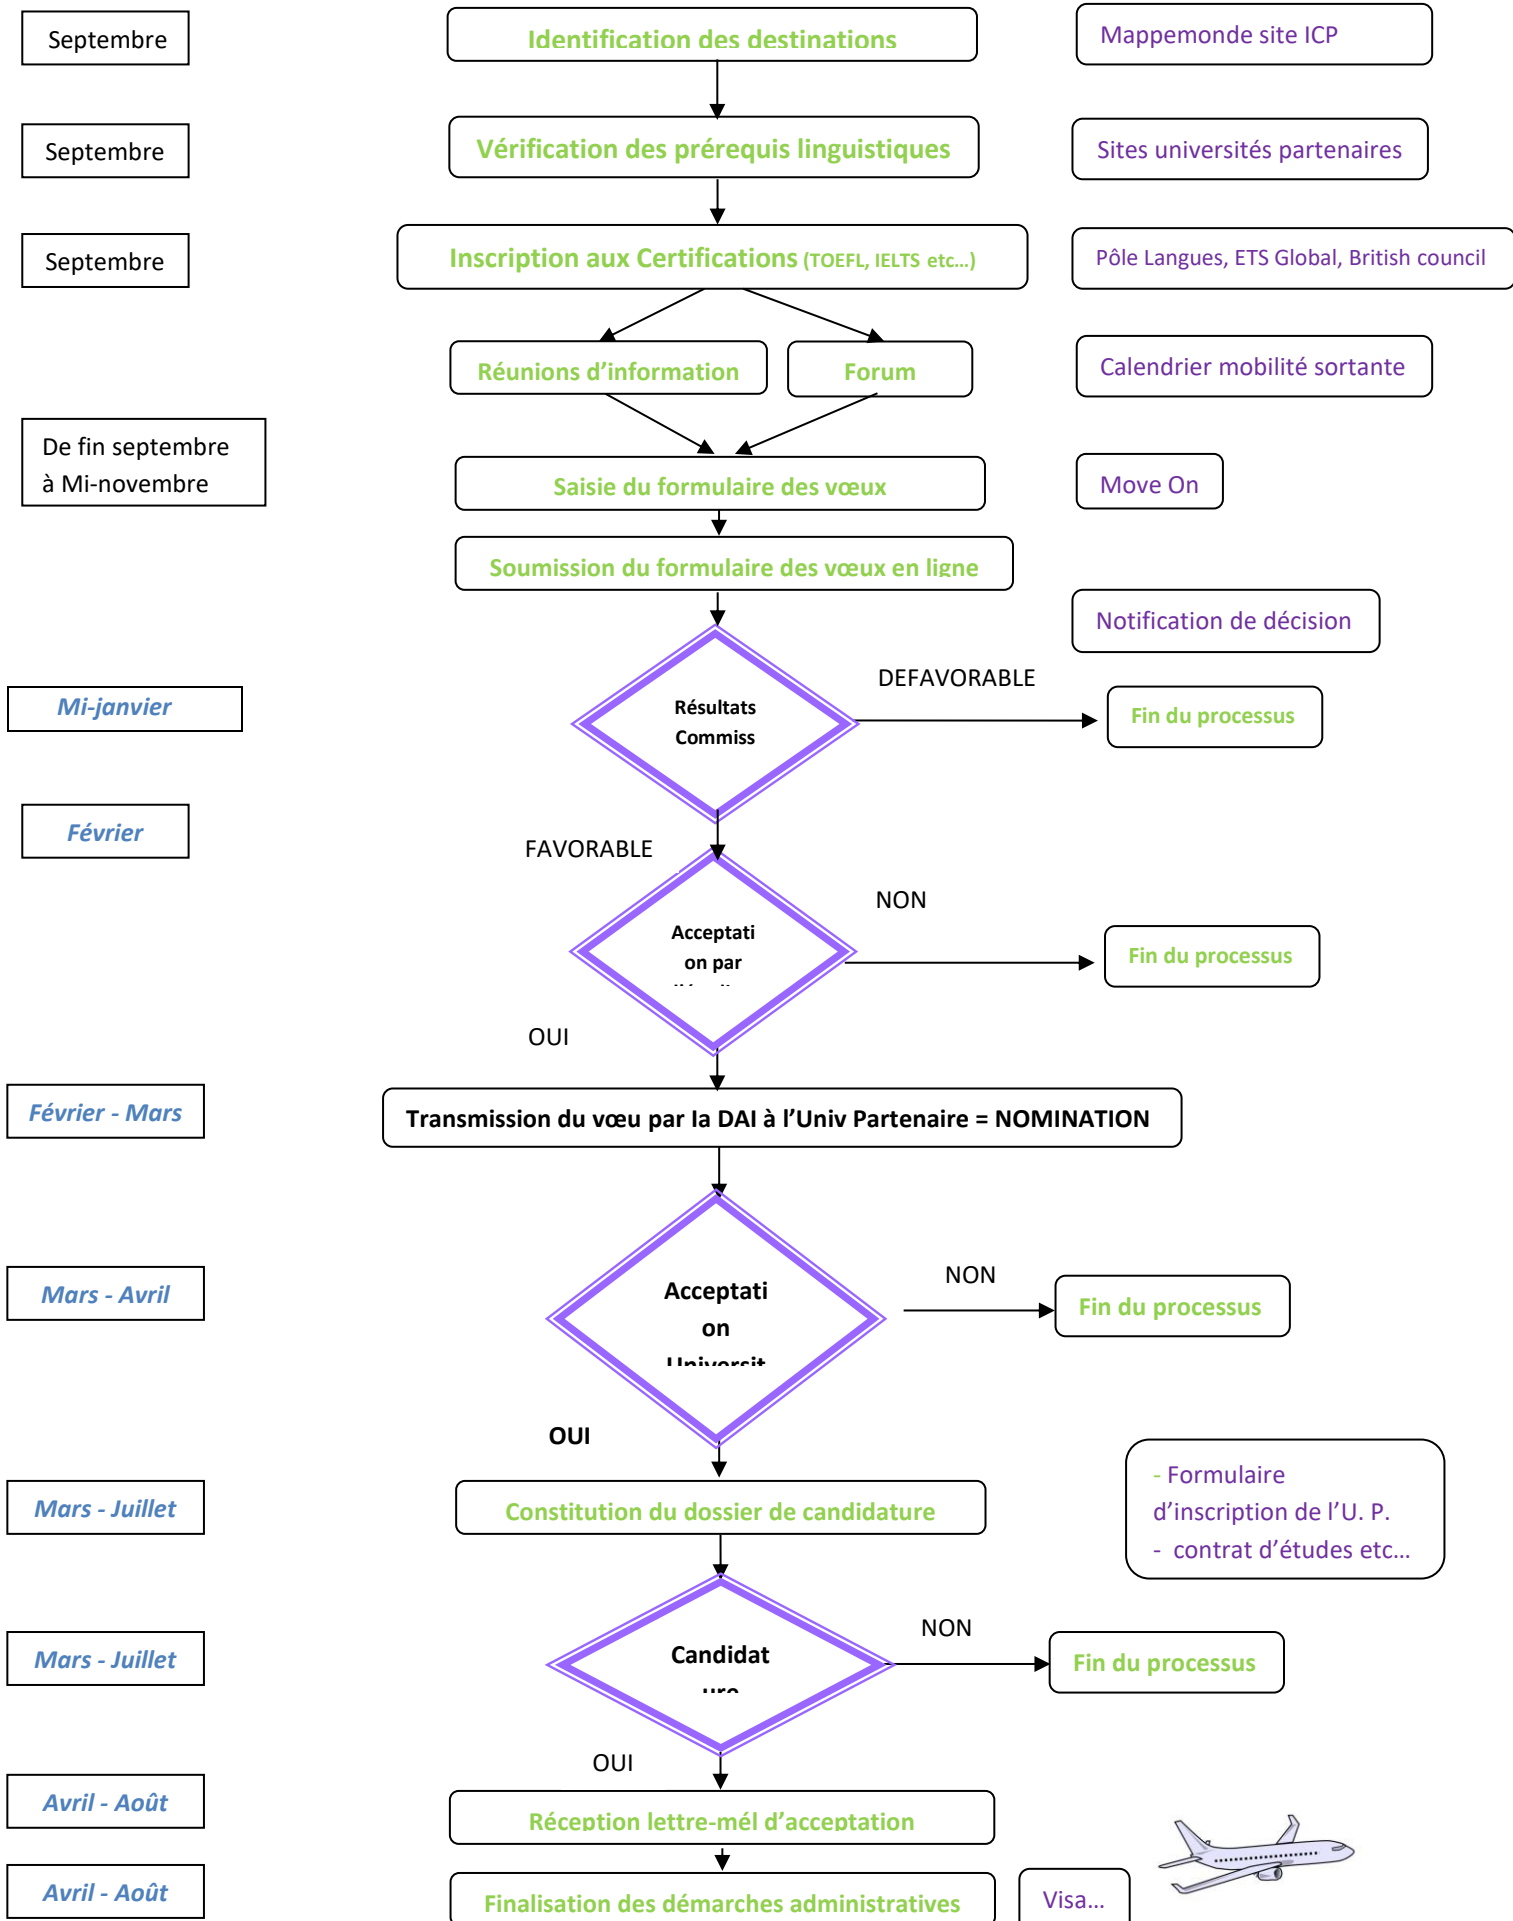 Septembre
Identification des destinations
Mappemonde site ICP
Septembre
Vérification des prérequis linguistiques
Sites universités partenaires
Septembre
Inscription aux Certifications (TOEFL, IELTS etc…)
Pôle Langues, ETS Global, British council
Réunions d’information
Forum
Calendrier mobilité sortante
De fin septembre
à Mi-novembre
Saisie du formulaire des vœux
Move On
Soumission du formulaire des vœux en ligne
Notification de décision
DEFAVORABLE
Mi-janvier
Résultats
Commiss
Fin du processus
Février
FAVORABLE
NON
Acceptati
on par
Fin du processus
OUI
Février - Mars
Transmission du vœu par la DAI à l’Univ Partenaire = NOMINATION
Mars - Avril
Acceptati
on
Universit
NON
Fin du processus
OUI
Mars - Juillet
Constitution du dossier de candidature
- Formulaire
d’inscription de l’U. P.
- contrat d’études etc…
Mars - Juillet
Candidat
ure
NON
Fin du processus
OUI
Avril - Août
Réception lettre-mél d’acceptation
Avril - Août
Finalisation des démarches administratives
Visa…